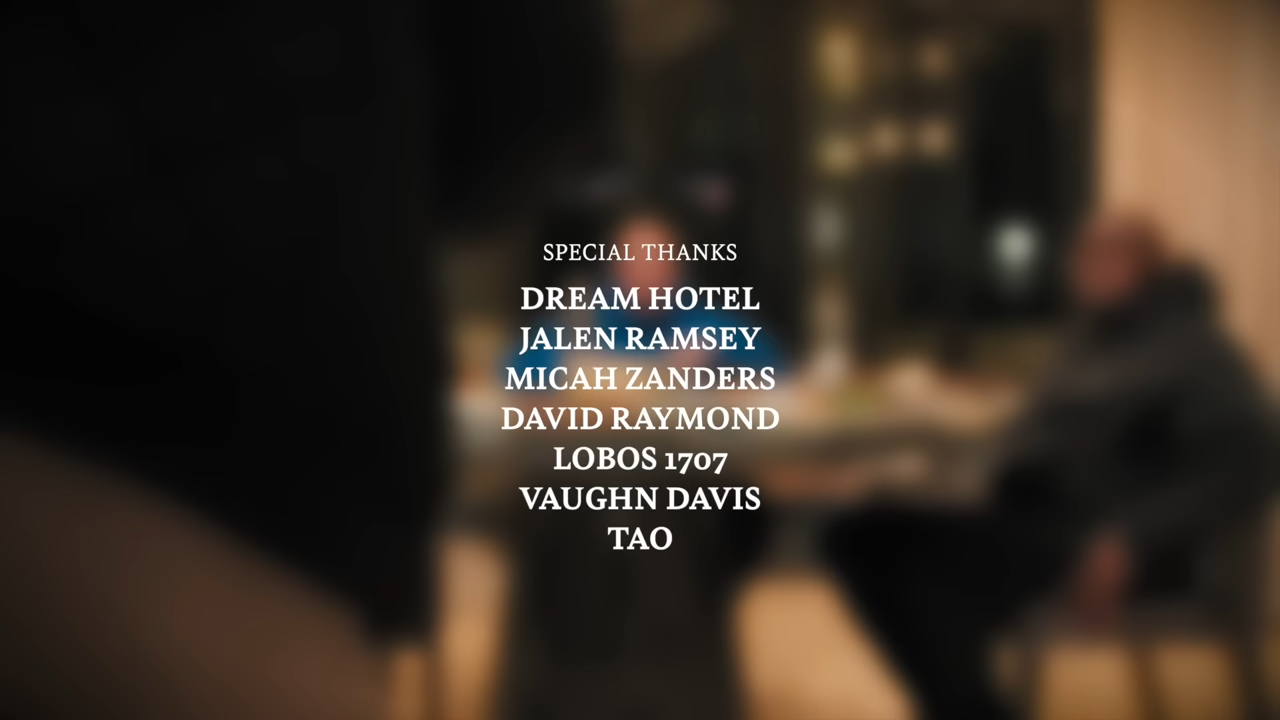 SPECIAL THANKS
DREAM HOTEL
JALEN RAMSEY
MICAH ZANDERS
DAVID RAYMOND
LOBOS 1707
VAUGHN DAVIS
TAO